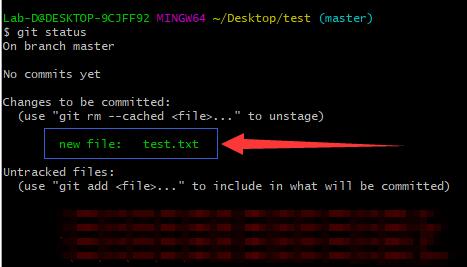 Lab-D@DESKTOP-9CJFF92 MINGW64 ~/Desktop/test (master)
$ git status
On branch master
No commits yet
Changes to be committed:
(use "git rm --cached <file>..." to unstage)
new file: test.txt
Untracked files:
(use "git add <file>..." to include in what will be committed)